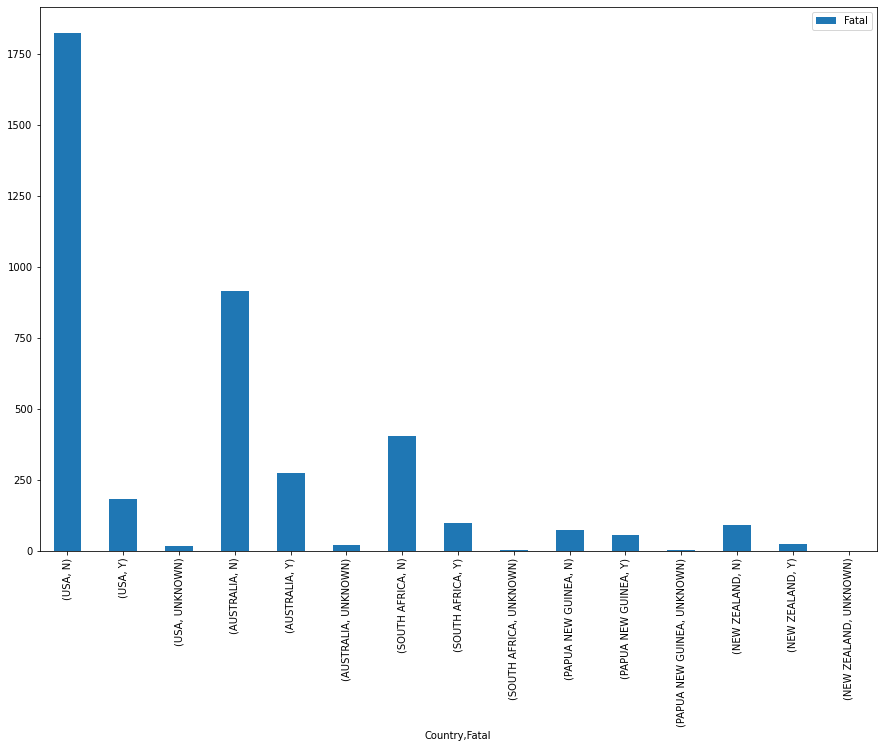 Fatal
1750
1500
1250
1000
750
500
250
0
(USA, N)
(USA, Y)
(USA, UNKNOWN)
(AUSTRALIA, N)
(AUSTRALIA, Y)
(AUSTRALIA, UNKNOWN)
(SOUTH AFRICA, N)
(SOUTH AFRICA, Y)
(SOUTH AFRICA, UNKNOWN)
(PAPUA NEW GUINEA, N)
(PAPUA NEW GUINEA, Y)
(PAPUA NEW GUINEA, UNKNOWN)
(NEW ZEALAND, N)
(NEW ZEALAND, Y)
(NEW ZEALAND, UNKNOWN)
Country,Fatal